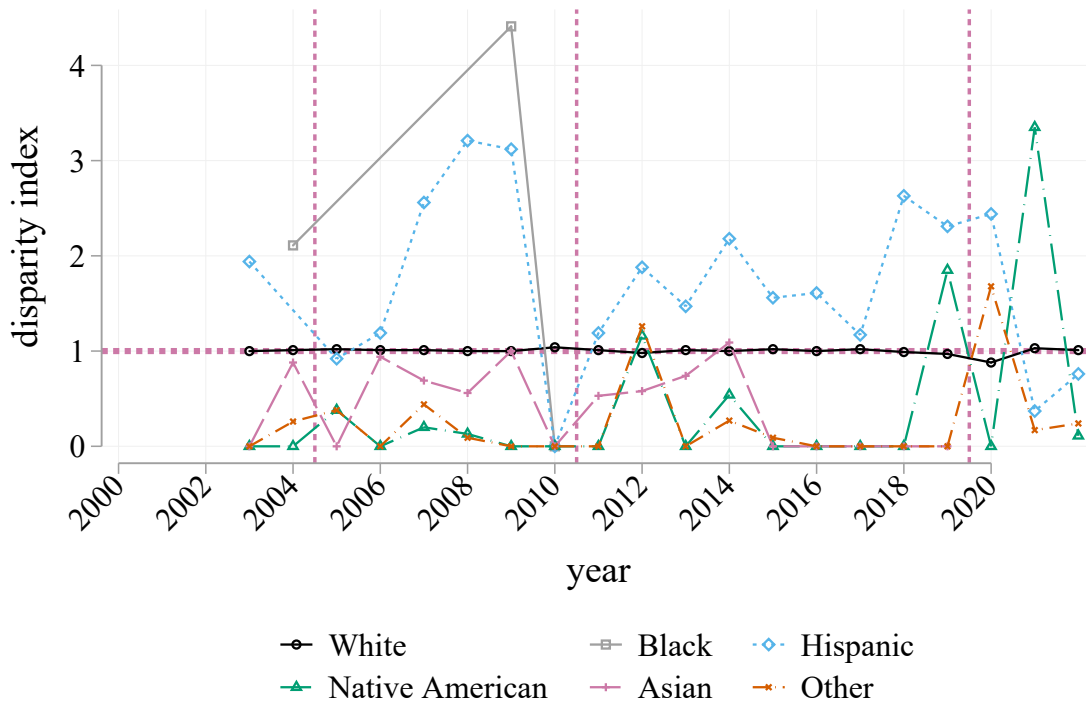 4
3
2
1
0
disparity index
2000 2002 2004 2006 2008 2010 2012 2014 2016 2018 2020
year
White Black Hispanic
Native American Asian Other